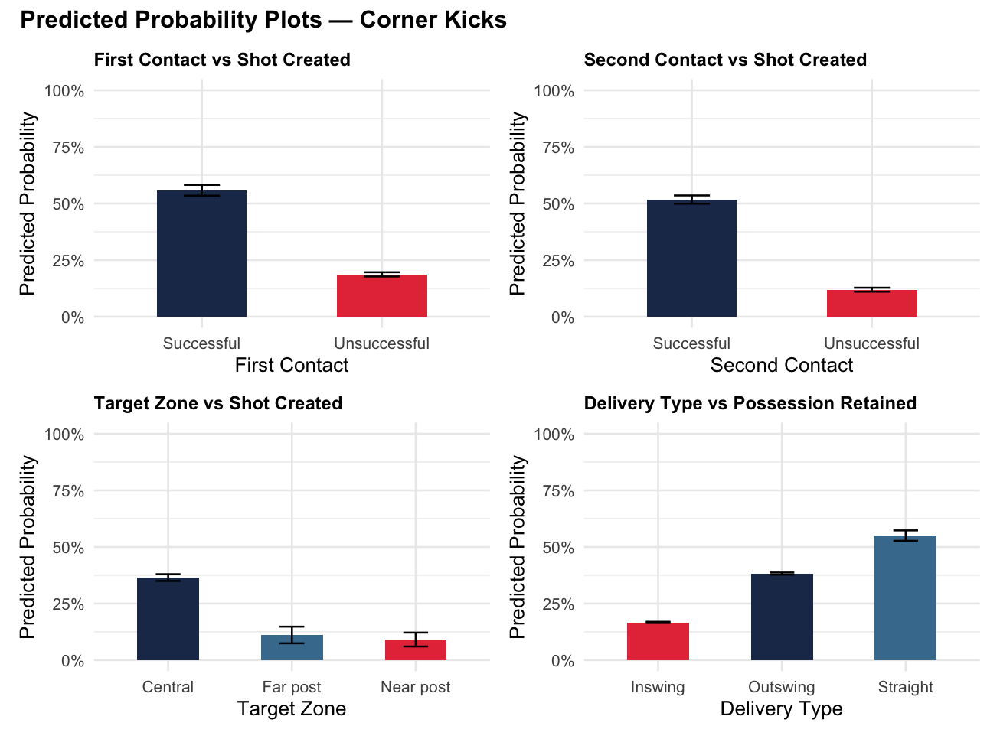 Predicted Probability Plots — Corner Kicks
First Contact vs Shot Created
Predicted Probability
100%
75%
50%
25%
0%
Successful Unsuccessful
First Contact
Second Contact vs Shot Created
Predicted Probability
100%
75%
50%
25%
0%
Successful Unsuccessful
Second Contact
Target Zone vs Shot Created
Predicted Probability
100%
75%
50%
25%
0%
Central Far post Near post
Target Zone
Delivery Type vs Possession Retained
Predicted Probability
100%
75%
50%
25%
0%
Inswing Outswing Straight
Delivery Type